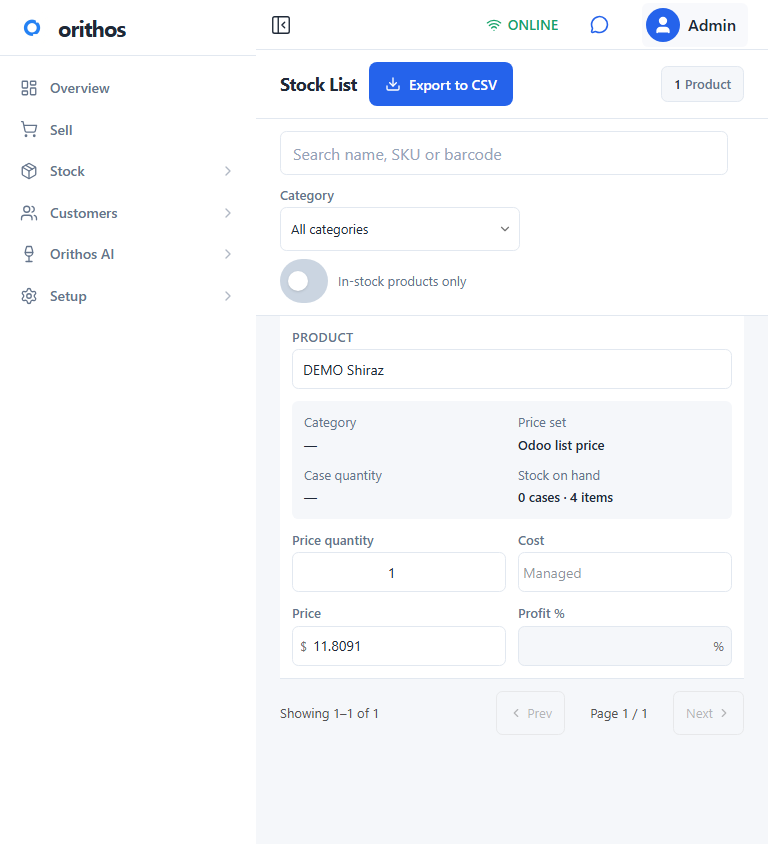 orithos
ONLINE
Admin
Overview
Sell
Stock
Customers
Orithos AI
Setup
Stock List
Export to CSV
1 Product
Search name, SKU or barcode
Category
All categories
In-stock products only
PRODUCT
DEMO Shiraz
Category
Price set
—
Odoo list price
Case quantity
Stock on hand
—
0 cases · 4 items
Price quantity
Cost
1
Managed
Price
Profit %
$ 11.8091
%
Showing 1–1 of 1
Prev
Page 1 / 1
Next